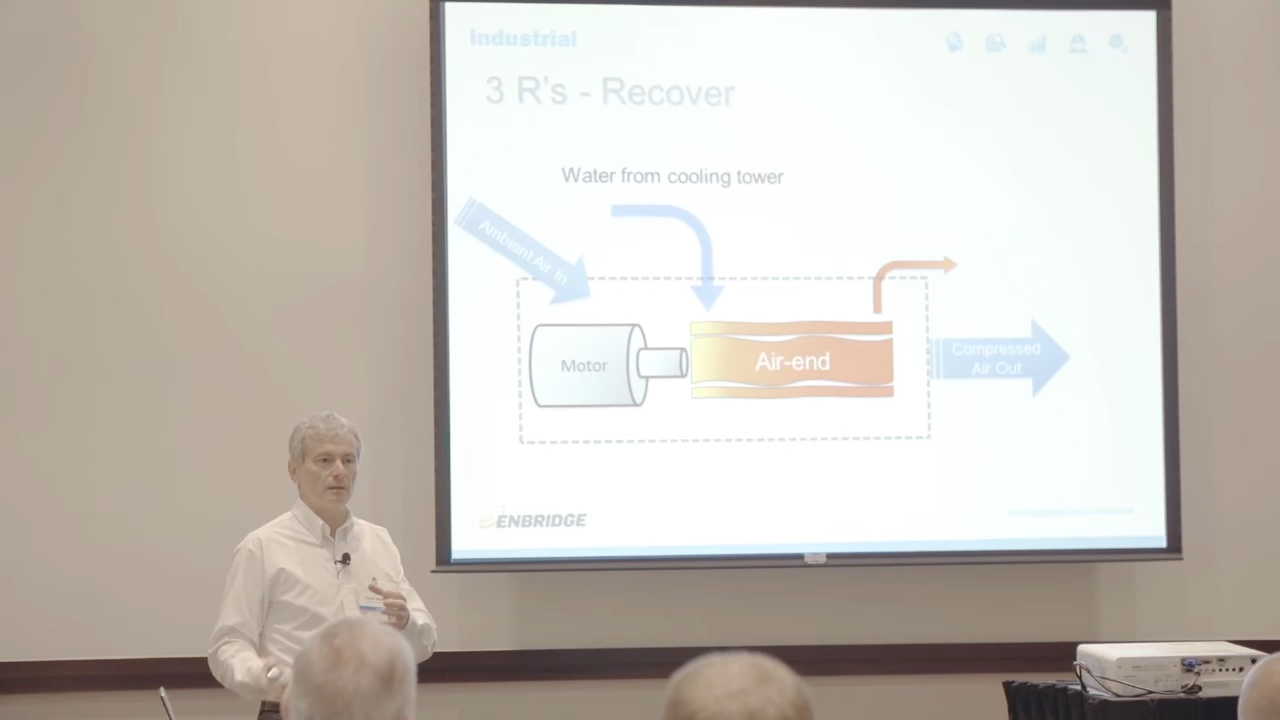 Industrial
3 R's - Recover
Water from cooling tower
Ambient Air In
Motor
Air-end
Compressed
Air Out
ENBRIDGE